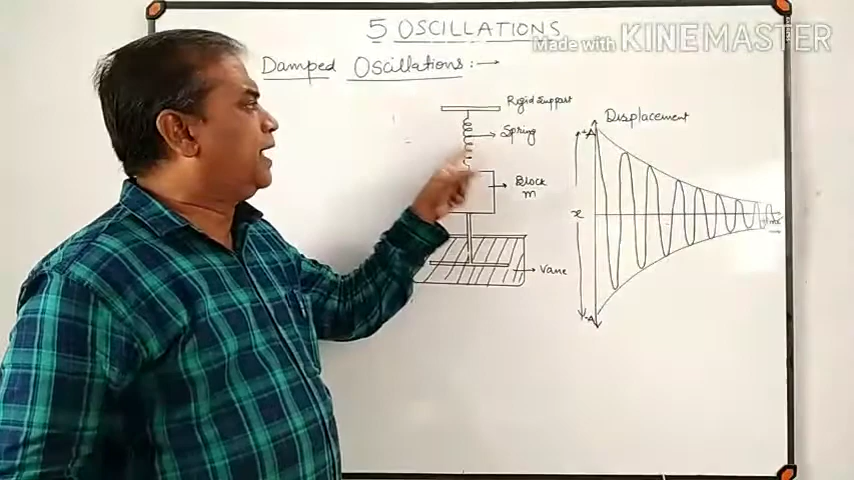 5 OSCILLATIONS
Made with KINEMASTER
Damped Oscillations :→
Rigid Support
Displacement
+A
Spring
Block
m
x
Vane
-A